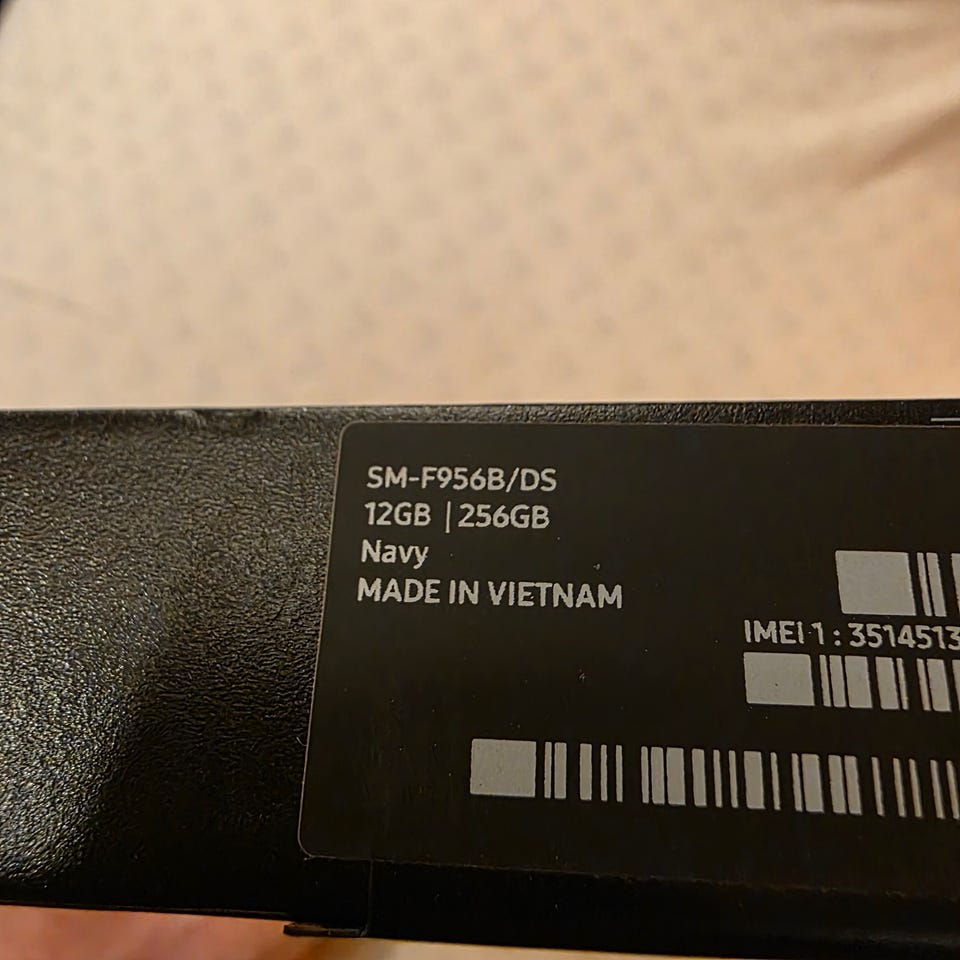 SM-F956B/DS
12GB | 256GB
Navy
MADE IN VIETNAM
IMEI 1 : 3514513